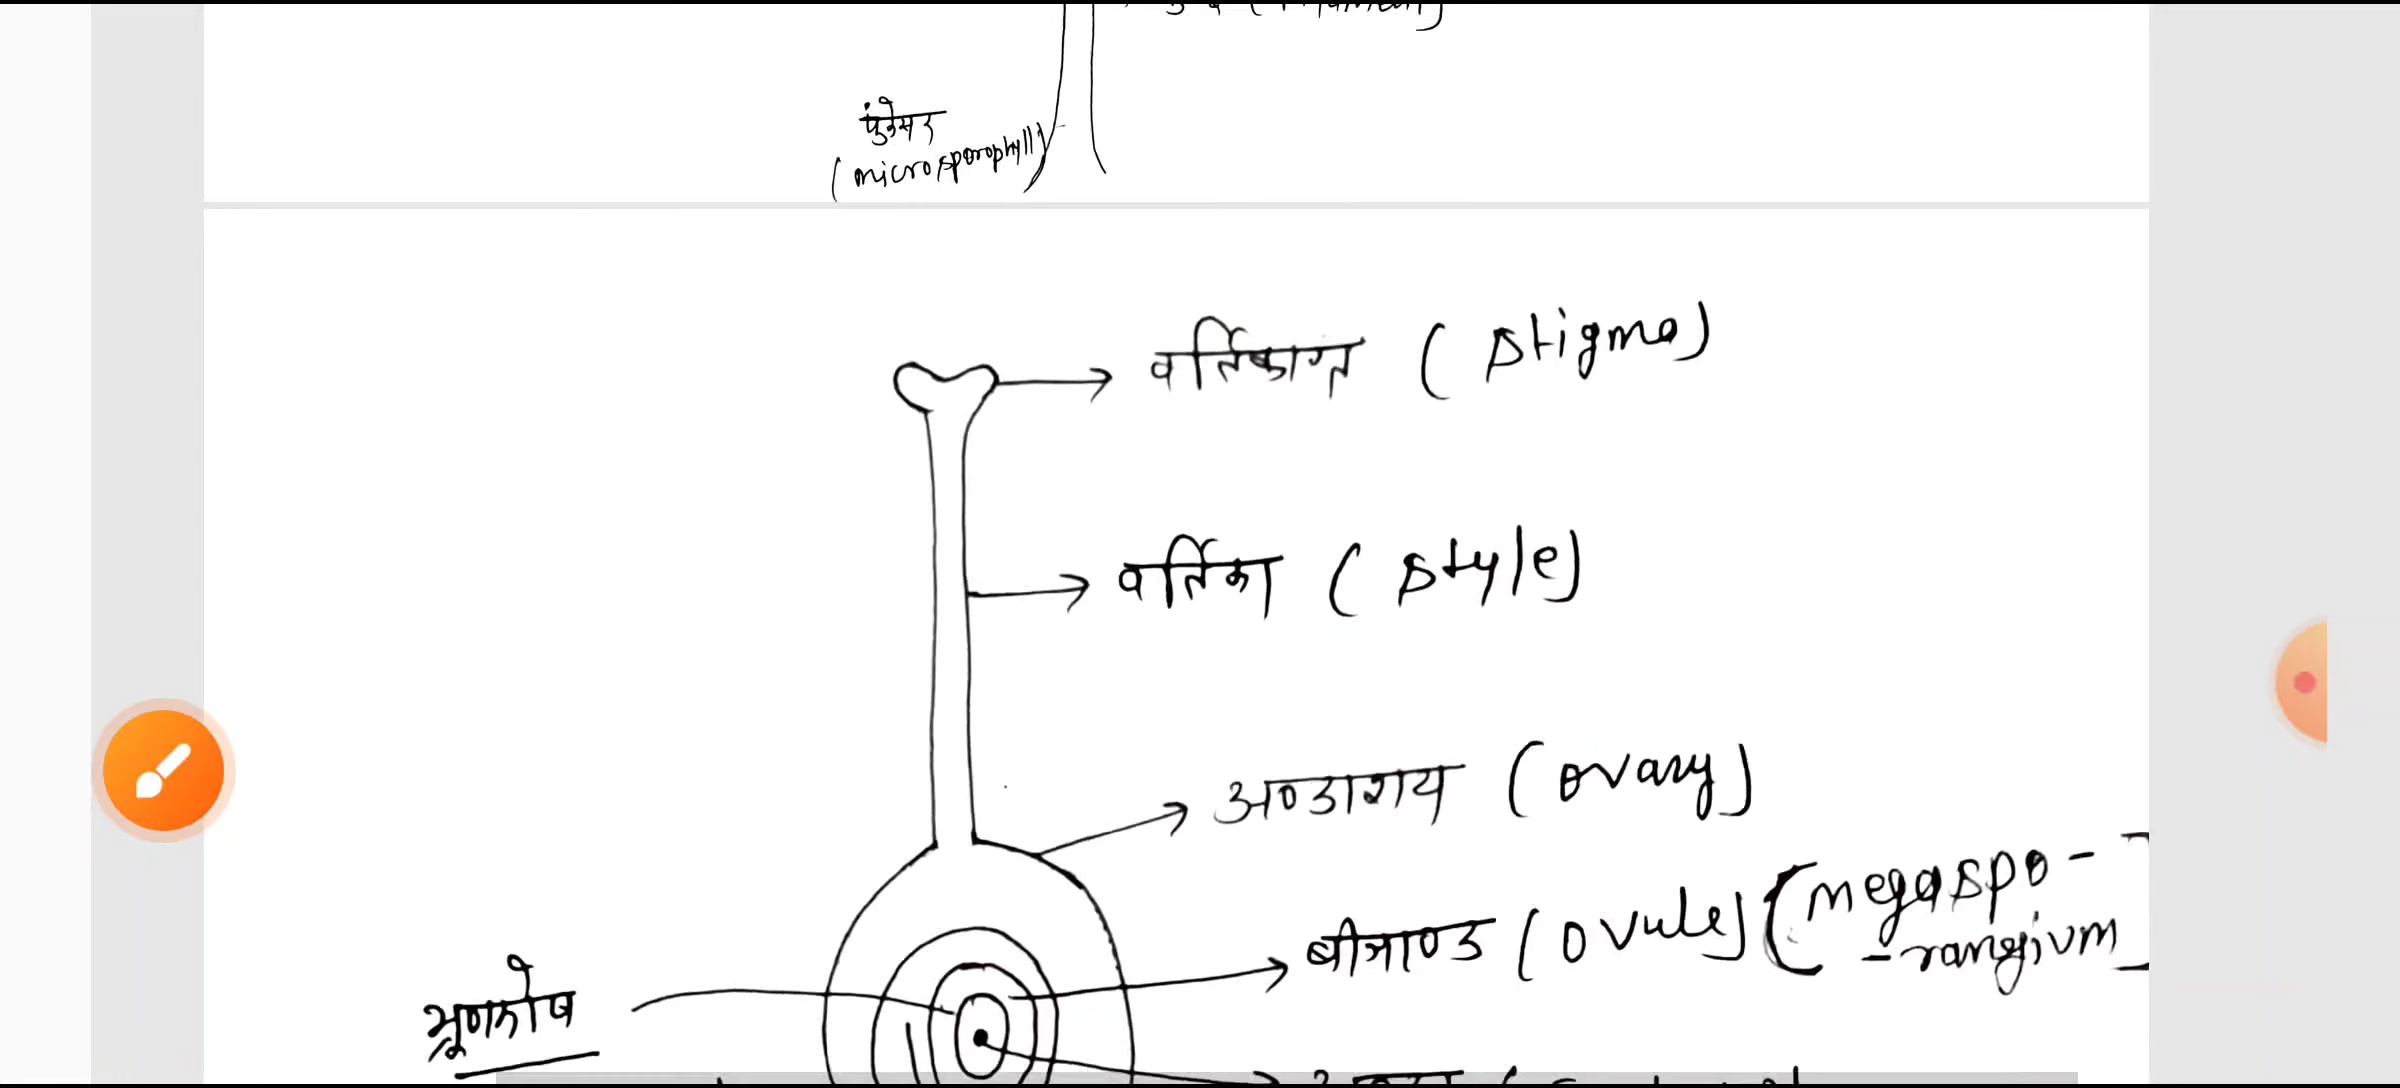 पुंकेसर
(microsporophyll)
वर्तिकाग्र (stigma)
वर्तिका (style)
अण्डाशय (ovary)
बीजाण्ड (ovule) [megaspo-
-rangium]
भ्रूणकोष